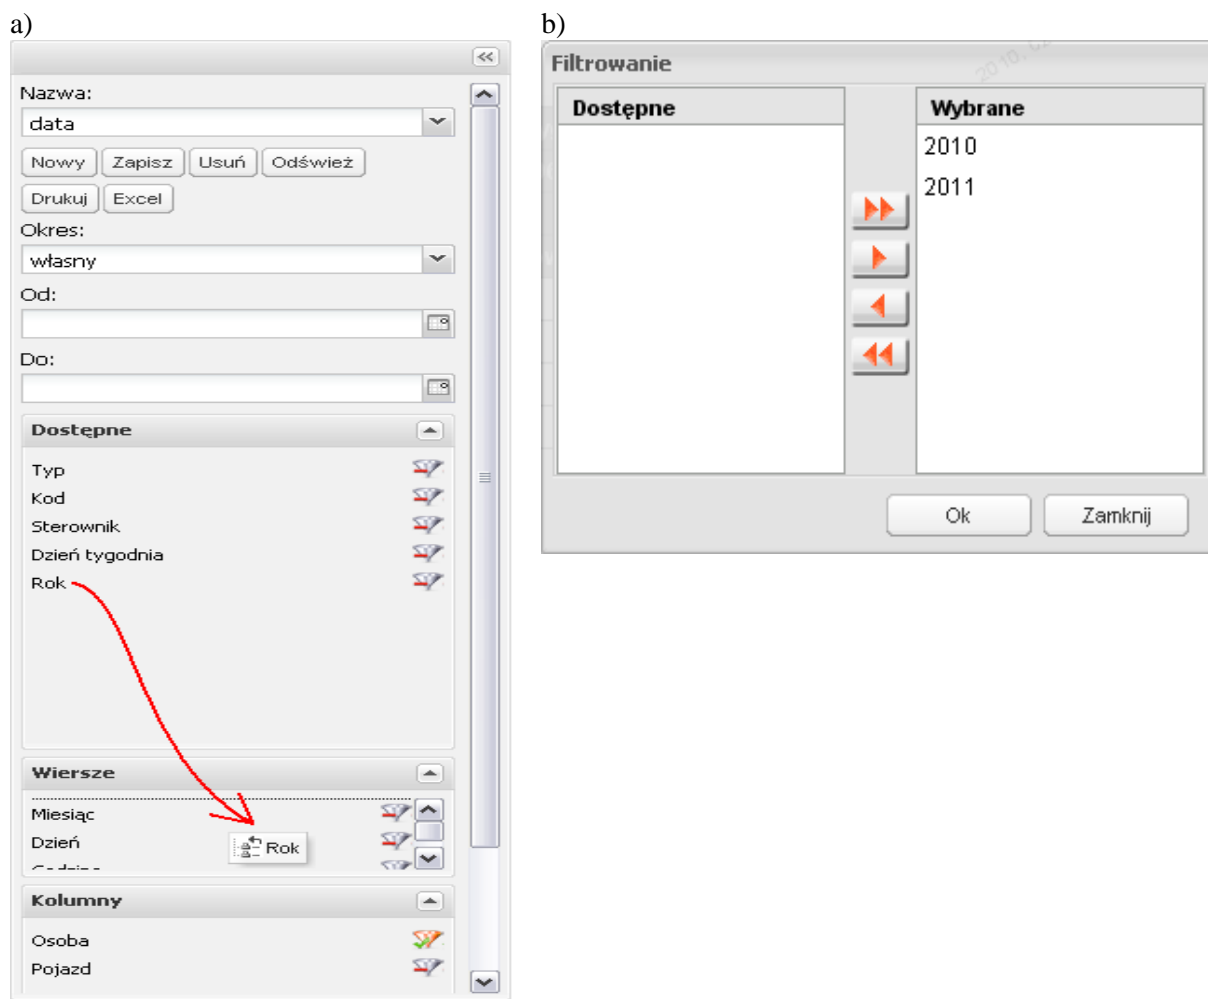 a)
Nazwa:
data
Nowy Zapisz Usuń Odśwież
Drukuj Excel
Okres:
własny
Od:
Do:
Dostępne
Typ
Kod
Sterownik
Dzień tygodnia
Rok
Wiersze
Miesiąc
Dzień
Rok
Kolumny
Osoba
Pojazd
b)
Filtrowanie
Dostępne
Wybrane
2010
2011
Ok Zamknij